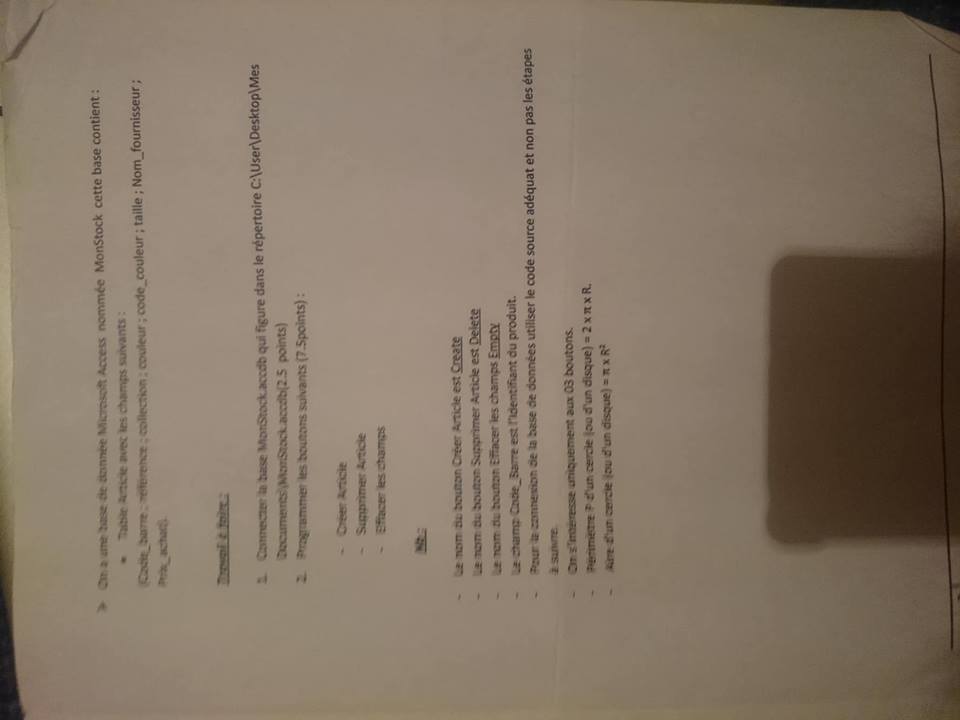 ➢ On a une base de donnée Microsoft Access nommée MonStock cette base contient :
• Table Article avec les champs suivants :
(Code_barre ; référence ; collection ; couleur ; code_couleur ; taille ; Nom_fournisseur ;
Prix_achat).
Travail à faire :
1. Connecter la base MonStock.accdb qui figure dans le répertoire C:\User\Desktop\Mes
Documents\MonStock.accdb(2.5 points)
2. Programmer les boutons suivants (7.5points) :
- Créer Article
- Supprimer Article
- Effacer les champs
Nb :
- Le nom du bouton Créer Article est Create
- Le nom du bouton Supprimer Article est Delete
- Le nom du bouton Effacer les champs Empty
- Le champ Code_Barre est l'identifiant du produit.
- Pour la connexion de la base de données utiliser le code source adéquat et non pas les étapes
à suivre.
- On s'intéresse uniquement aux 03 boutons.
- Périmètre P d'un cercle (ou d'un disque) = 2 x π x R.
- Aire d'un cercle (ou d'un disque) = π x R²